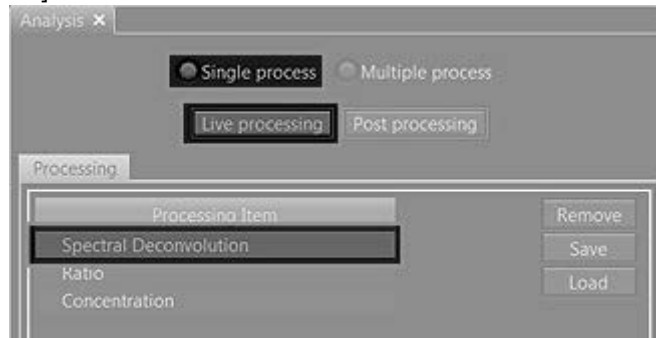 Analysis ×
Single process Multiple process
Live processing Post processing
Processing
Processing Item Remove
Spectral Deconvolution Save
Ratio Load
Concentration